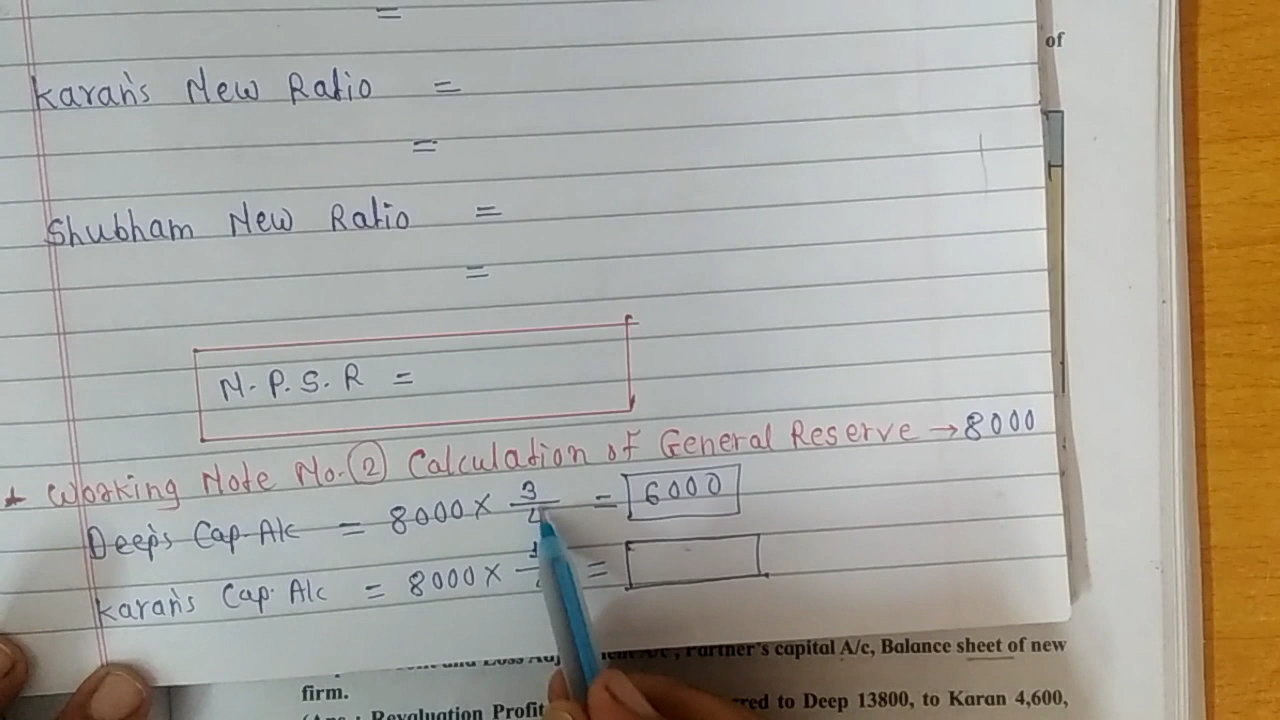 =
of
Karan's New Ratio =
=
Shubham New Ratio =
=
N.P.S.R =
* Working Note No.② Calculation of General Reserve → 8000
Deep's Cap. A/c = 8000 × 3/4 = 6000
Karan's Cap. A/c = 8000 × =
Partner's capital A/c, Balance sheet of new
firm.
Revaluation Profit to Deep 13800, to Karan 4,600,